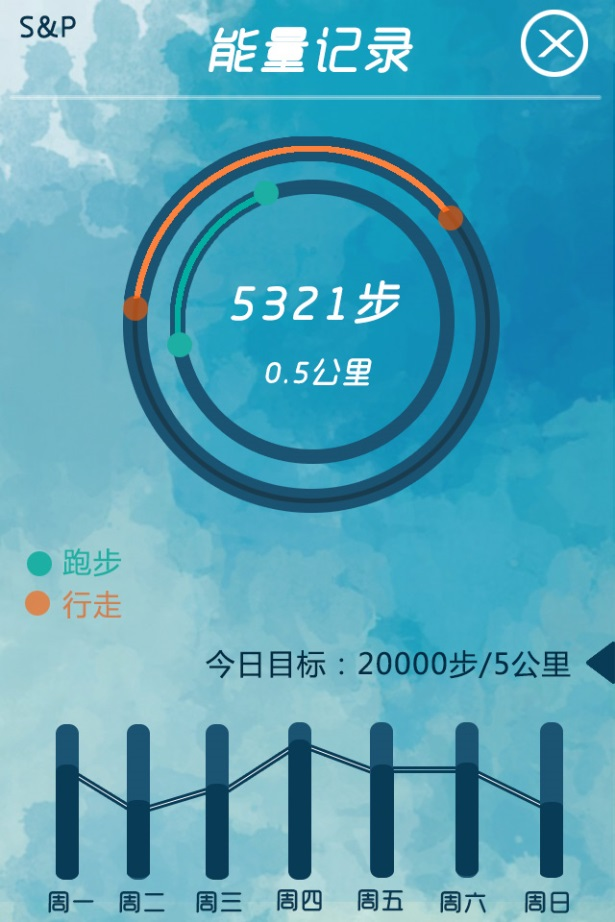 S&P
能量记录
5321步
0.5公里
跑步
行走
今日目标：20000步/5公里
周一 周二 周三 周四 周五 周六 周日